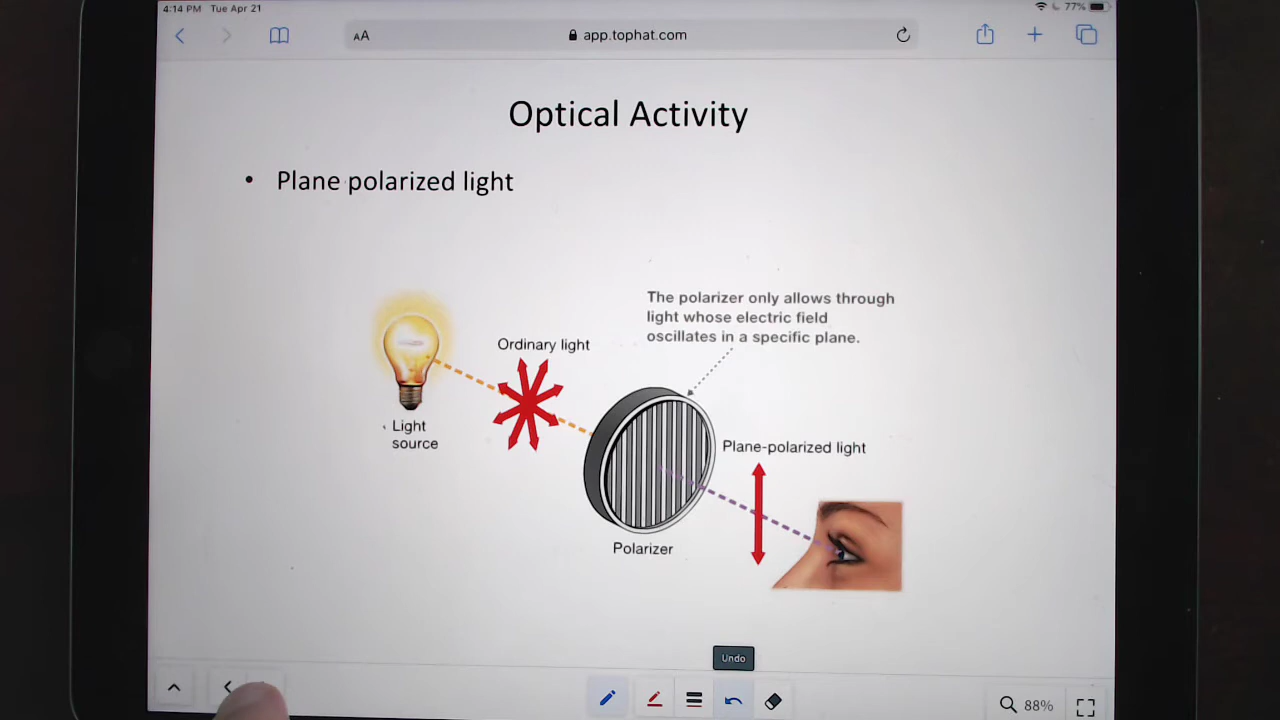 4:14 PM Tue Apr 21
77%
AA
app.tophat.com
Optical Activity
• Plane polarized light
The polarizer only allows through
light whose electric field
oscillates in a specific plane.
Ordinary light
Light
source
Plane-polarized light
Polarizer
Undo
88%